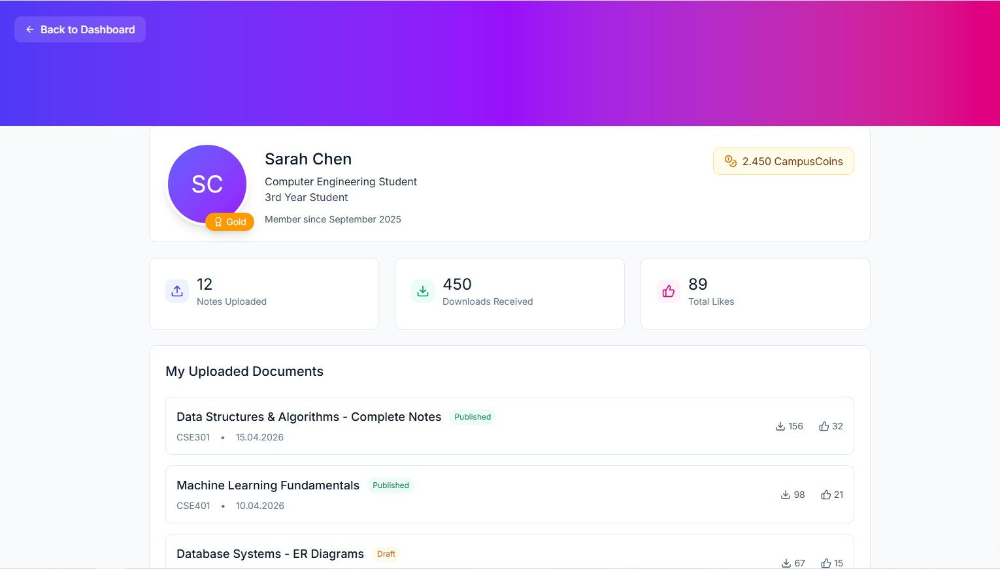 Back to Dashboard
SC
Gold
Sarah Chen
Computer Engineering Student
3rd Year Student
Member since September 2025
2.450 CampusCoins
12
Notes Uploaded
450
Downloads Received
89
Total Likes
My Uploaded Documents
Data Structures & Algorithms - Complete Notes Published
CSE301 • 15.04.2026
156 32
Machine Learning Fundamentals Published
CSE401 • 10.04.2026
98 21
Database Systems - ER Diagrams Draft
67 15